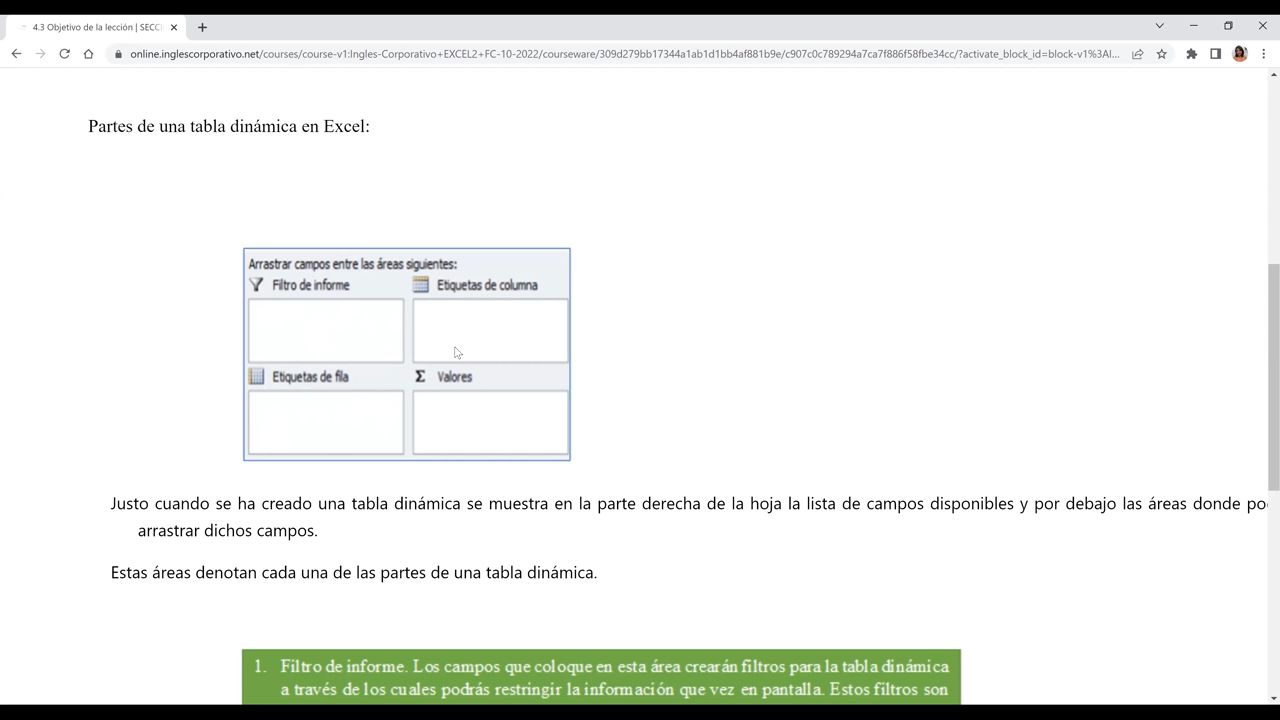 4.3 Objetivo de la lección | SECCI
online.inglescorporativo.net/courses/course-v1:Ingles-Corporativo+EXCEL2+FC-10-2022/courseware/309d279bb17344a1ab1d1bb4af881b9e/c907c0c789294a7ca7f886f58fbe34cc/?activate_block_id=block-v1%3AI...
Partes de una tabla dinámica en Excel:
Arrastrar campos entre las áreas siguientes:
Filtro de informe Etiquetas de columna
Etiquetas de fila Σ Valores
Justo cuando se ha creado una tabla dinámica se muestra en la parte derecha de la hoja la lista de campos disponibles y por debajo las áreas donde po
arrastrar dichos campos.
Estas áreas denotan cada una de las partes de una tabla dinámica.
1. Filtro de informe. Los campos que coloque en esta área crearán filtros para la tabla dinámica
a través de los cuales podrás restringir la información que vez en pantalla. Estos filtros son